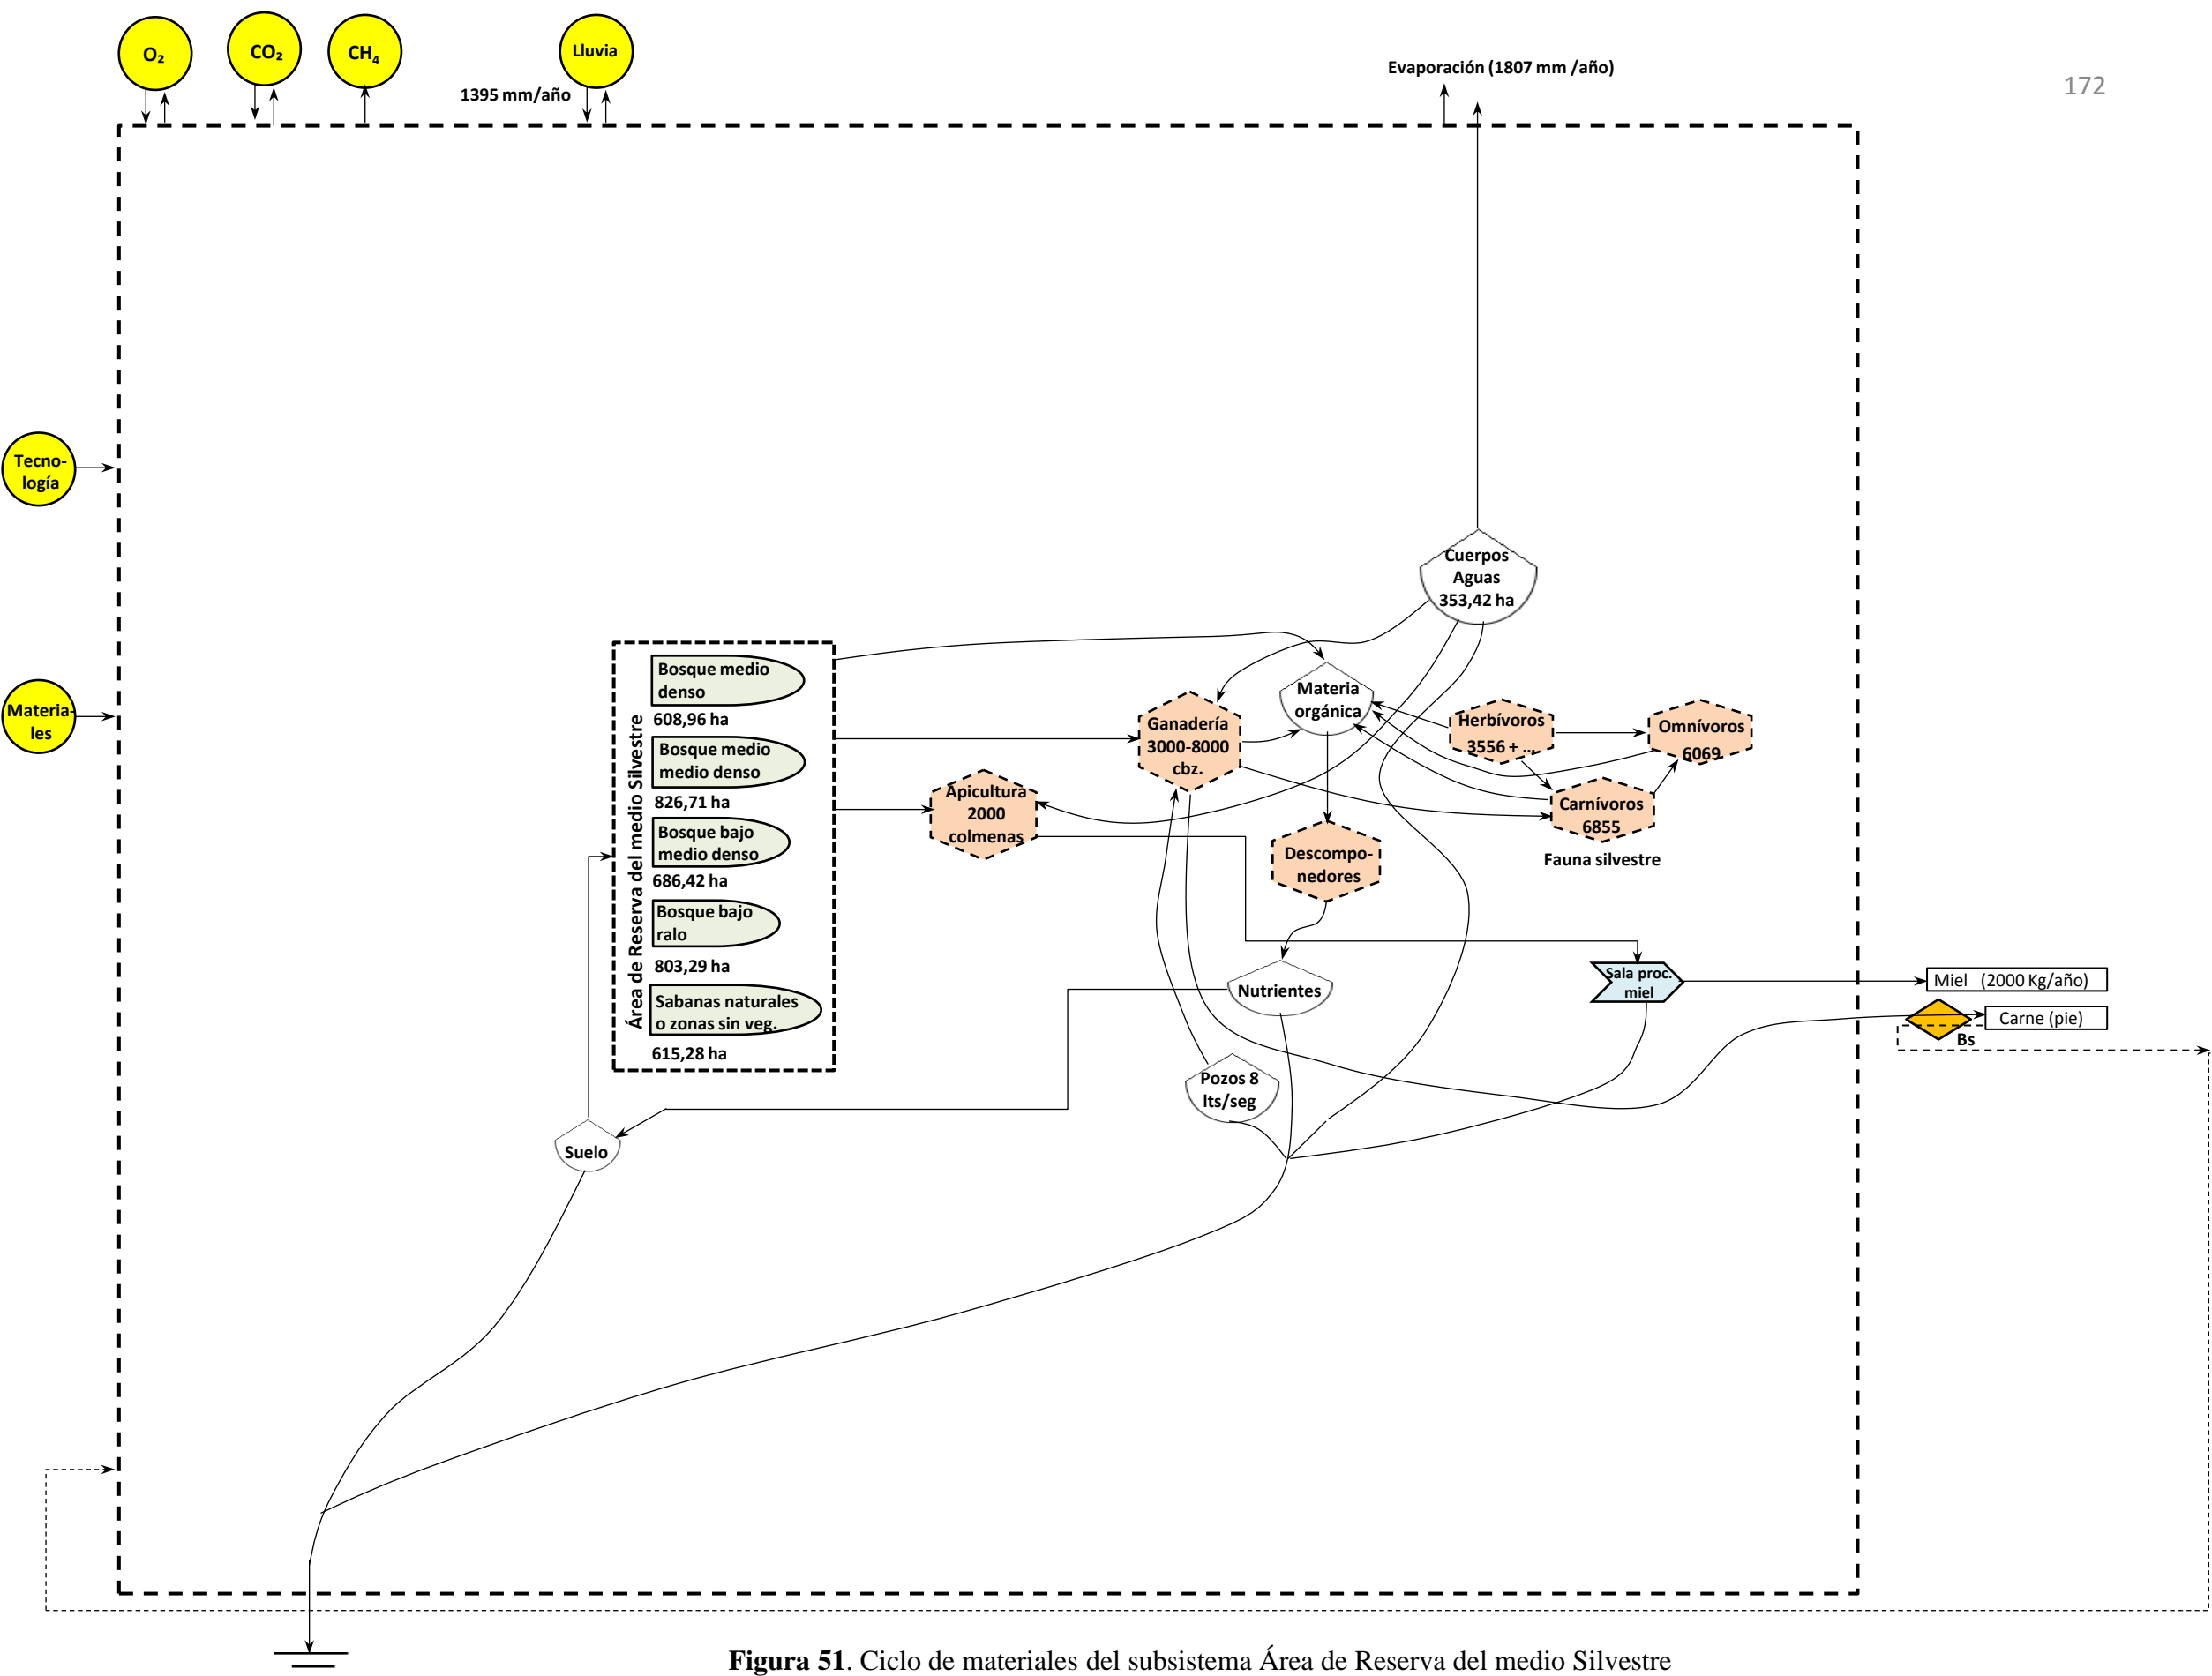 O₂
CO₂
CH₄
Lluvia
1395 mm/año
Evaporación (1807 mm /año)
172
Tecno-
logía
Materia-
les
Cuerpos
Aguas
353,42 ha
Área de Reserva del medio Silvestre
Bosque medio
denso
608,96 ha
Bosque medio
medio denso
826,71 ha
Bosque bajo
medio denso
686,42 ha
Bosque bajo
ralo
803,29 ha
Sabanas naturales
o zonas sin veg.
615,28 ha
Apicultura
2000
colmenas
Ganadería
3000-8000
cbz.
Materia
orgánica
Herbívoros
3556 + ...
Omnívoros
6069
Carnívoros
6855
Fauna silvestre
Descompo-
nedores
Nutrientes
Sala proc.
miel
Miel (2000 Kg/año)
Carne (pie)
Bs
Pozos 8
lts/seg
Suelo
Figura 51. Ciclo de materiales del subsistema Área de Reserva del medio Silvestre